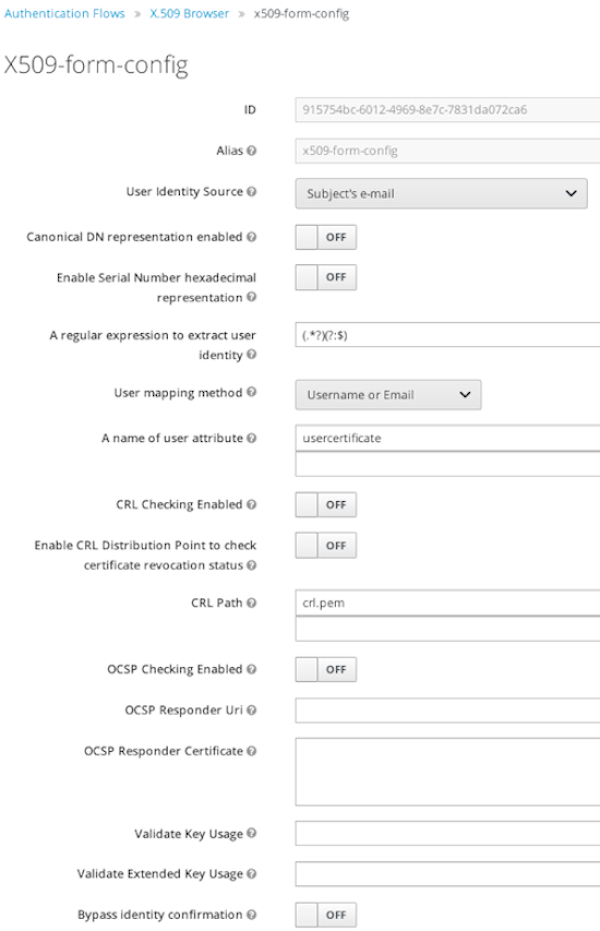 Authentication Flows » X.509 Browser » x509-form-config
X509-form-config
ID 915754bc-6012-4969-8e7c-7831da072ca6
Alias x509-form-config
User Identity Source Subject's e-mail
Canonical DN representation enabled OFF
Enable Serial Number hexadecimal
representation OFF
A regular expression to extract user
identity (.*?)(?:$)
User mapping method Username or Email
A name of user attribute usercertificate
CRL Checking Enabled OFF
Enable CRL Distribution Point to check
certificate revocation status OFF
CRL Path crl.pem
OCSP Checking Enabled OFF
OCSP Responder Uri
OCSP Responder Certificate
Validate Key Usage
Validate Extended Key Usage
Bypass identity confirmation OFF